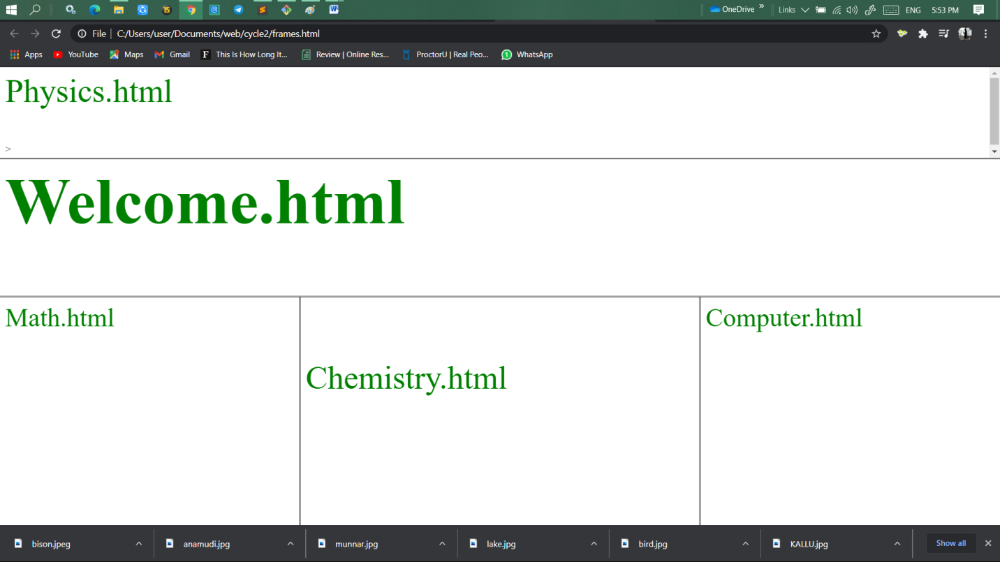 15
OneDrive »
Links
ENG
5:53 PM
File | C:/Users/user/Documents/web/cycle2/frames.html
Apps
YouTube
Maps
Gmail
F This Is How Long It...
Review | Online Res...
ProctorU | Real Peo...
1 WhatsApp
Physics.html
>
Welcome.html
Math.html
Chemistry.html
Computer.html
bison.jpeg
anamudi.jpg
munnar.jpg
lake.jpg
bird.jpg
KALLU.jpg
Show all